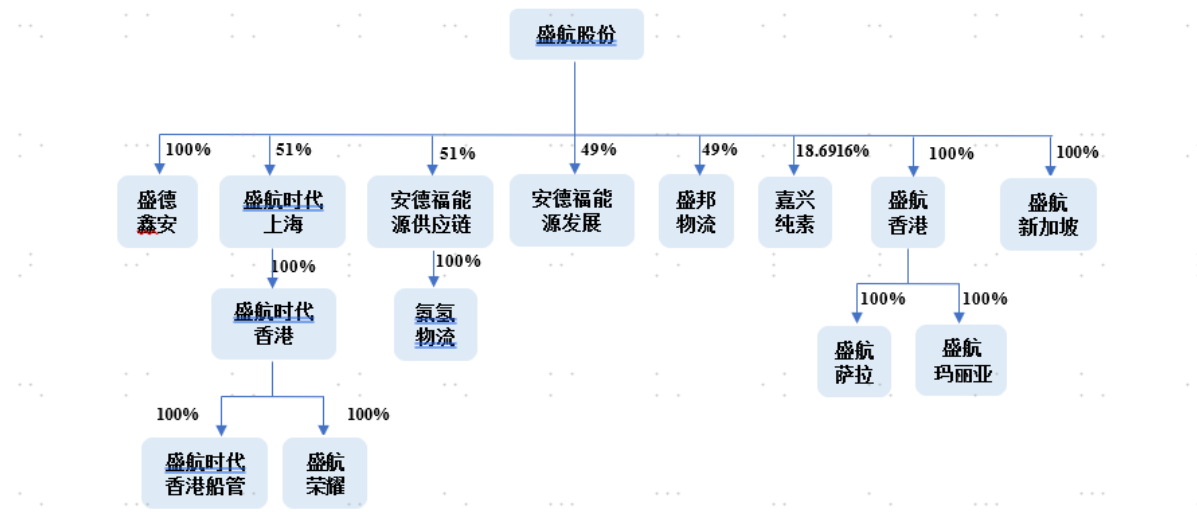 盛航股份
100%
51%
51%
49%
49%
18.6916%
100%
100%
盛德
鑫安
盛航时代
上海
安德福能
源供应链
安德福能
源发展
盛邦
物流
嘉兴
纯素
盛航
香港
盛航
新加坡
100%
100%
100%
100%
盛航时代
香港
氨氢
物流
盛航
萨拉
盛航
玛丽亚
100%
100%
盛航时代
香港船管
盛航
荣耀